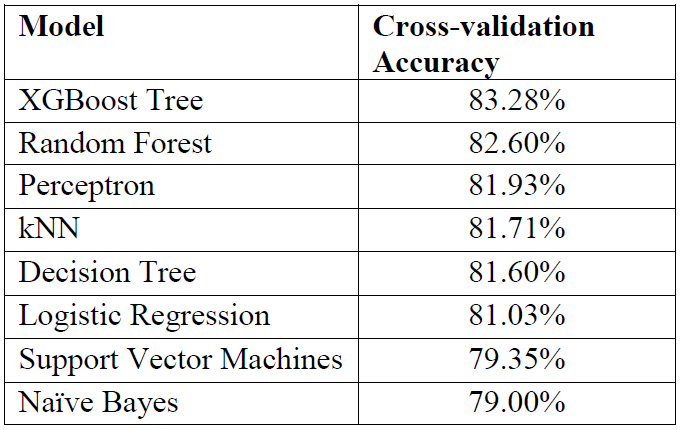 Model Cross-validation
Accuracy
XGBoost Tree 83.28%
Random Forest 82.60%
Perceptron 81.93%
kNN 81.71%
Decision Tree 81.60%
Logistic Regression 81.03%
Support Vector Machines 79.35%
Naïve Bayes 79.00%